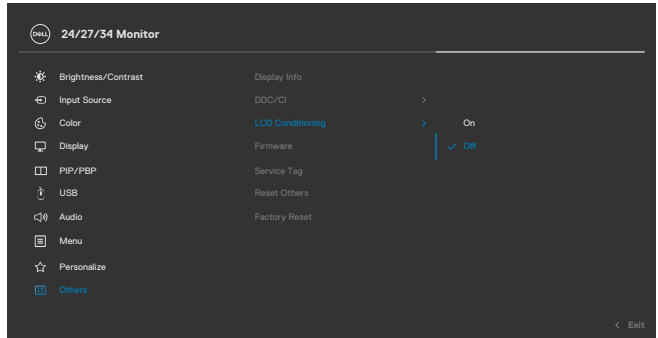 DELL 24/27/34 Monitor
Brightness/Contrast Display Info
Input Source DDC/CI >
Color LCD Conditioning > On
Display Firmware ✓ Off
PIP/PBP Service Tag
USB Reset Others
Audio Factory Reset
Menu
Personalize
Others
< Exit